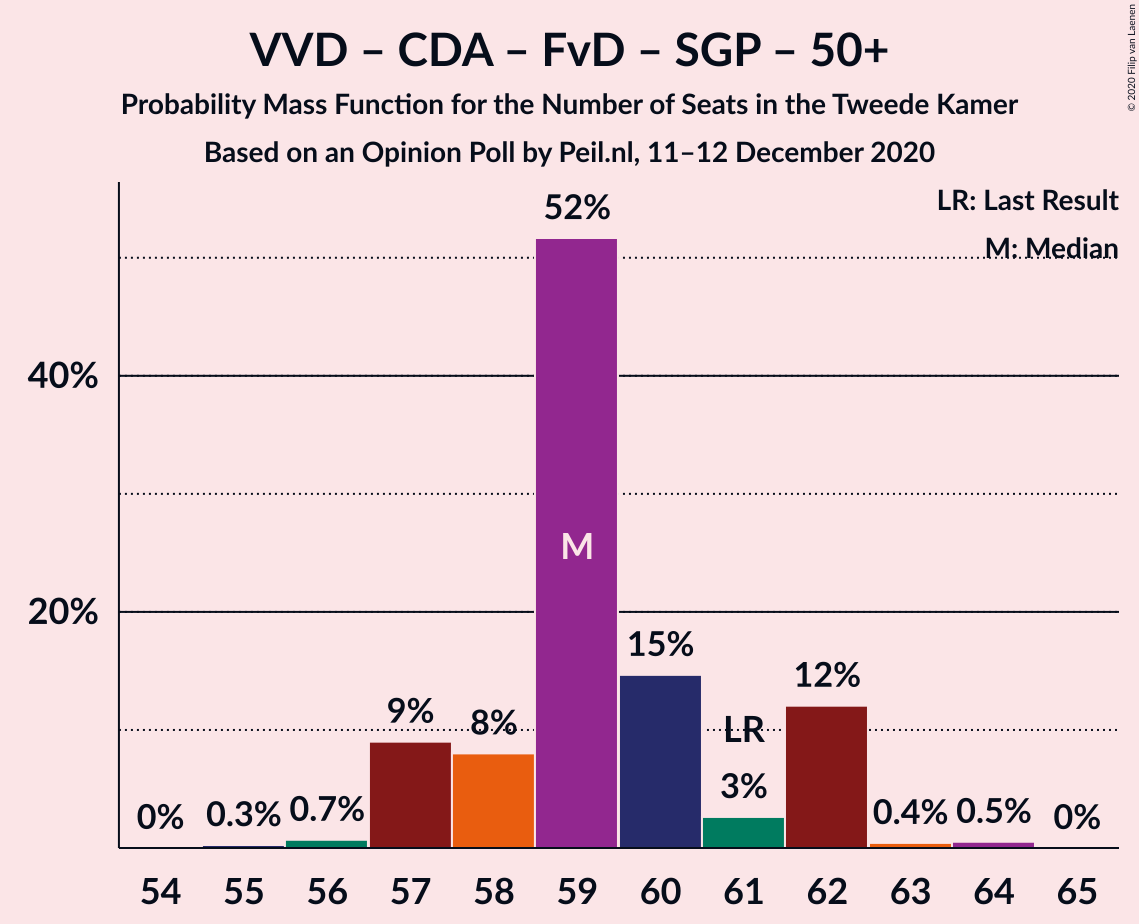 VVD – CDA – FvD – SGP – 50+
Probability Mass Function for the Number of Seats in the Tweede Kamer
Based on an Opinion Poll by Peil.nl, 11–12 December 2020
© 2020 Filip van Laenen
LR: Last Result
M: Median
40%
20%
0%
0.3%
0.7%
9%
8%
52%
M
15%
LR
3%
12%
0.4%
0.5%
0%
54 55 56 57 58 59 60 61 62 63 64 65